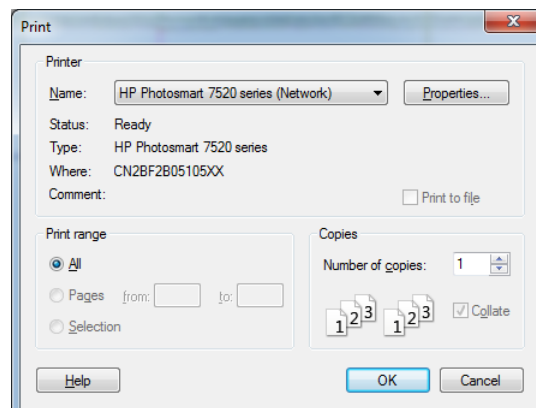 Print
Printer
Name: HP Photosmart 7520 series (Network) Properties...
Status: Ready
Type: HP Photosmart 7520 series
Where: CN2BF2B05105XX
Comment: Print to file
Print range
All
Pages from: to:
Selection
Copies
Number of copies: 1
1 2 3 1 2 3 Collate
Help OK Cancel